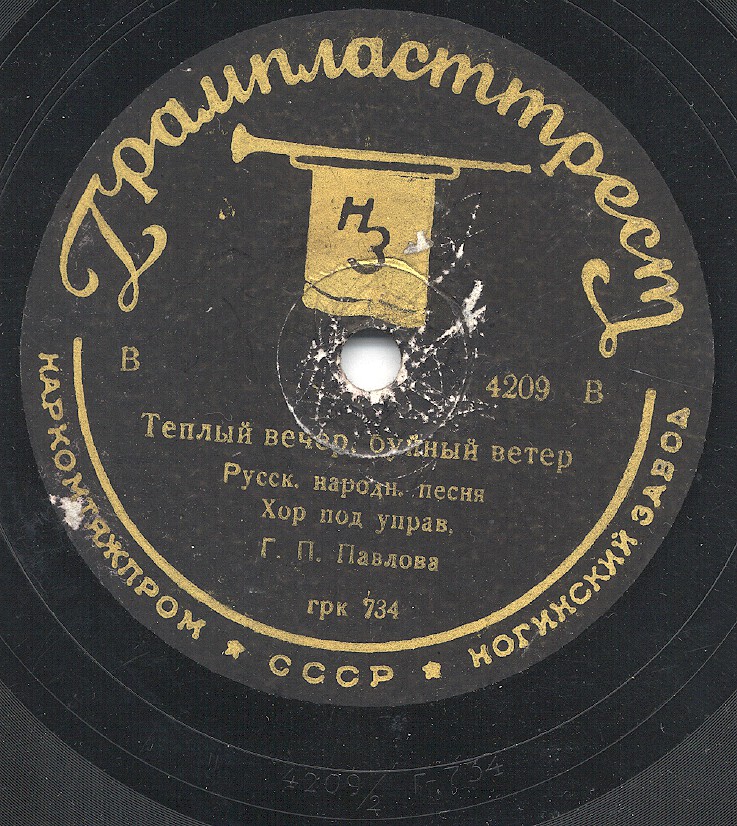 Грампласттрест
НЗ
В
4209 В
Теплый вечер, буйный ветер
Русск. народн. песня
Хор под управ.
Г. П. Павлова
грк 734
НАРКОМТЯЖПРОМ ★ СССР ★ НОГИНСКИЙ ЗАВОД
4209/2 Г-734